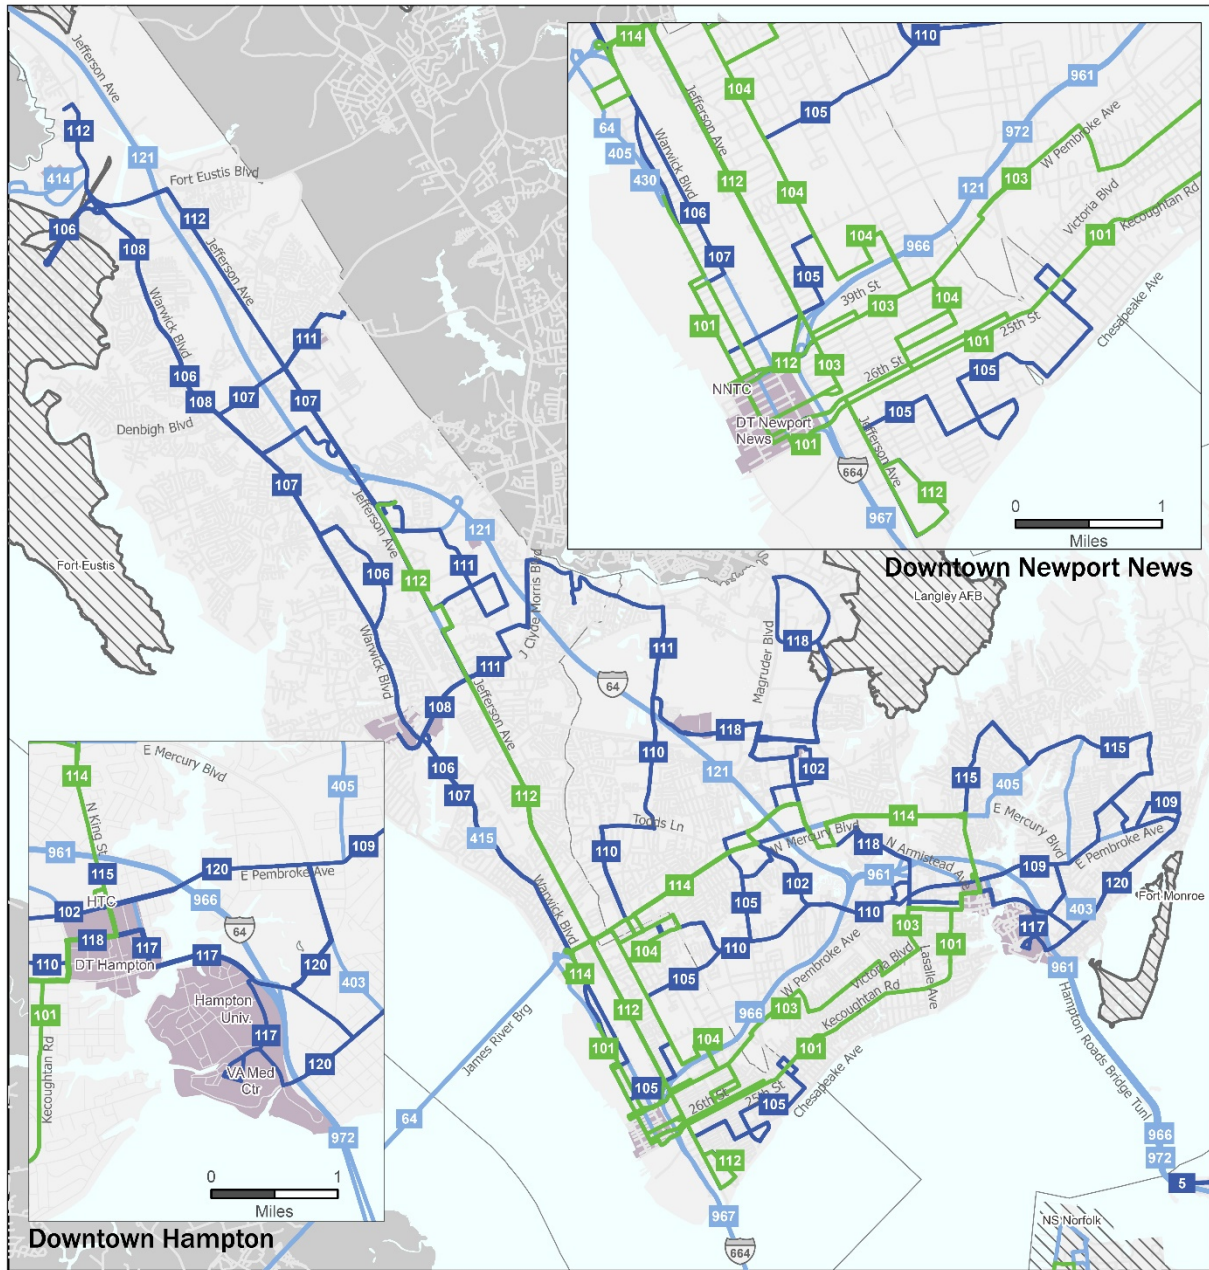 Jefferson Ave
112
121
414
Fort Eustis Blvd
112
106
108
Jefferson Ave
Warwick Blvd
111
106
108
107
107
Denbigh Blvd
107
Jefferson Ave
121
Fort Eustis
106
112
111
J Clyde Morris Blvd
Warwick Blvd
111
111
Magruder Blvd
118
64
108
Jefferson Ave
110
118
106
107
121
102
115
405
115
112
415
Todds Ln
W Mercury Blvd
114
E Mercury Blvd
109
110
118
N Armistead Ave
109
E Pembroke Ave
114
961
102
120
Warwick Blvd
105
110
Fort Monroe
104
110
103
101
117
403
114
105
W Pembroke Ave
Victoria Blvd
Lasalle Ave
961
112
966
103
Kecoughtan Rd
James River Brg
101
104
101
Chesapeake Ave
Hampton Roads Bridge Tunl
105
26th St
25th St
105
64
112
966
972
5
967
664
NS Norfolk
Langley AFB
114
110
961
104
Jefferson Ave
105
64
405
Warwick Blvd
430
972
W Pembroke Ave
103
112
104
121
Victoria Blvd
Kecoughtan Rd
106
104
966
101
107
105
39th St
104
103
Chesapeake Ave
101
25th St
112
103
26th St
101
105
NNTC
DT Newport
News
105
101
Jefferson Ave
664
112
967
0 1
Miles
Downtown Newport News
E Mercury Blvd
114
405
N King St
961
109
115
120
E Pembroke Ave
HTC
966
102
64
118
117
DT Hampton
117
110
120
403
Hampton
Univ.
101
117
VA Med
Ctr
120
Kecoughtan Rd
972
0 1
Miles
Downtown Hampton